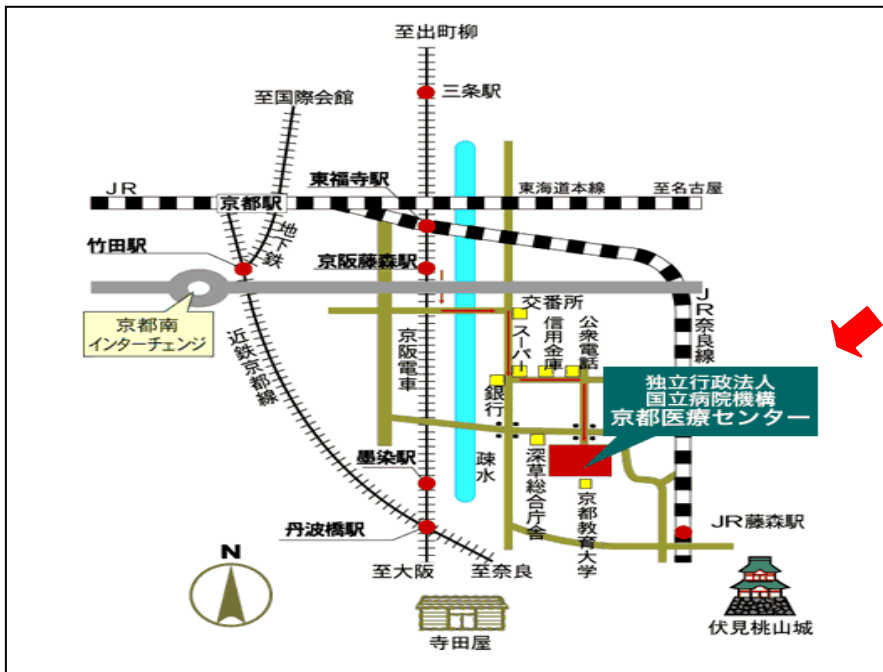 至出町柳
三条駅
至国際会館
JR
京都駅
東福寺駅
東海道本線
至名古屋
地下鉄
竹田駅
京阪藤森駅
京都南
インターチェンジ
近鉄京都線
京阪電車
交番所
スーパー
信用金庫
公衆電話
JR奈良線
銀行
独立行政法人
国立病院機構
京都医療センター
墨染駅
疎水
深草総合庁舎
京都教育大学
丹波橋駅
JR藤森駅
至大阪
至奈良
N
寺田屋
伏見桃山城